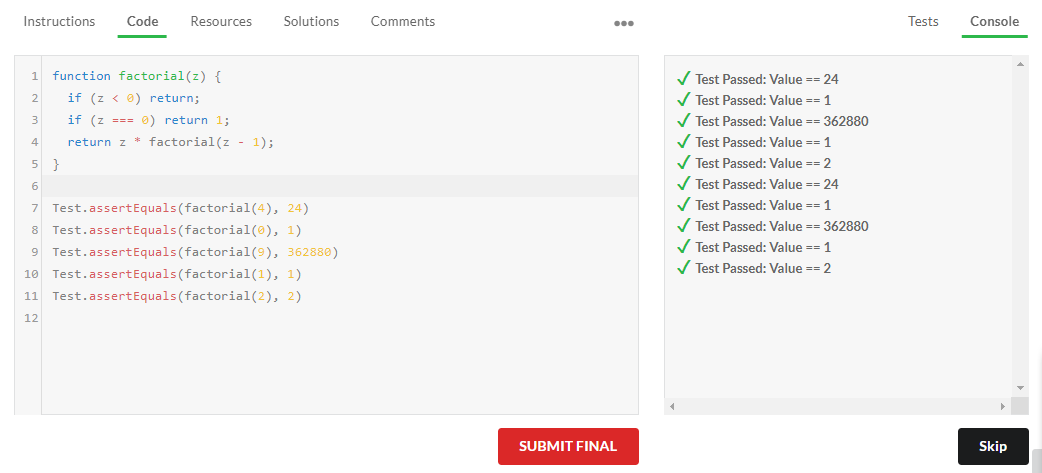 Instructions Code Resources Solutions Comments ••• Tests Console
1 function factorial(z) {
2 if (z < 0) return;
3 if (z === 0) return 1;
4 return z * factorial(z - 1);
5 }
6
7 Test.assertEquals(factorial(4), 24)
8 Test.assertEquals(factorial(0), 1)
9 Test.assertEquals(factorial(9), 362880)
10 Test.assertEquals(factorial(1), 1)
11 Test.assertEquals(factorial(2), 2)
12
✓ Test Passed: Value == 24
✓ Test Passed: Value == 1
✓ Test Passed: Value == 362880
✓ Test Passed: Value == 1
✓ Test Passed: Value == 2
✓ Test Passed: Value == 24
✓ Test Passed: Value == 1
✓ Test Passed: Value == 362880
✓ Test Passed: Value == 1
✓ Test Passed: Value == 2
SUBMIT FINAL
Skip